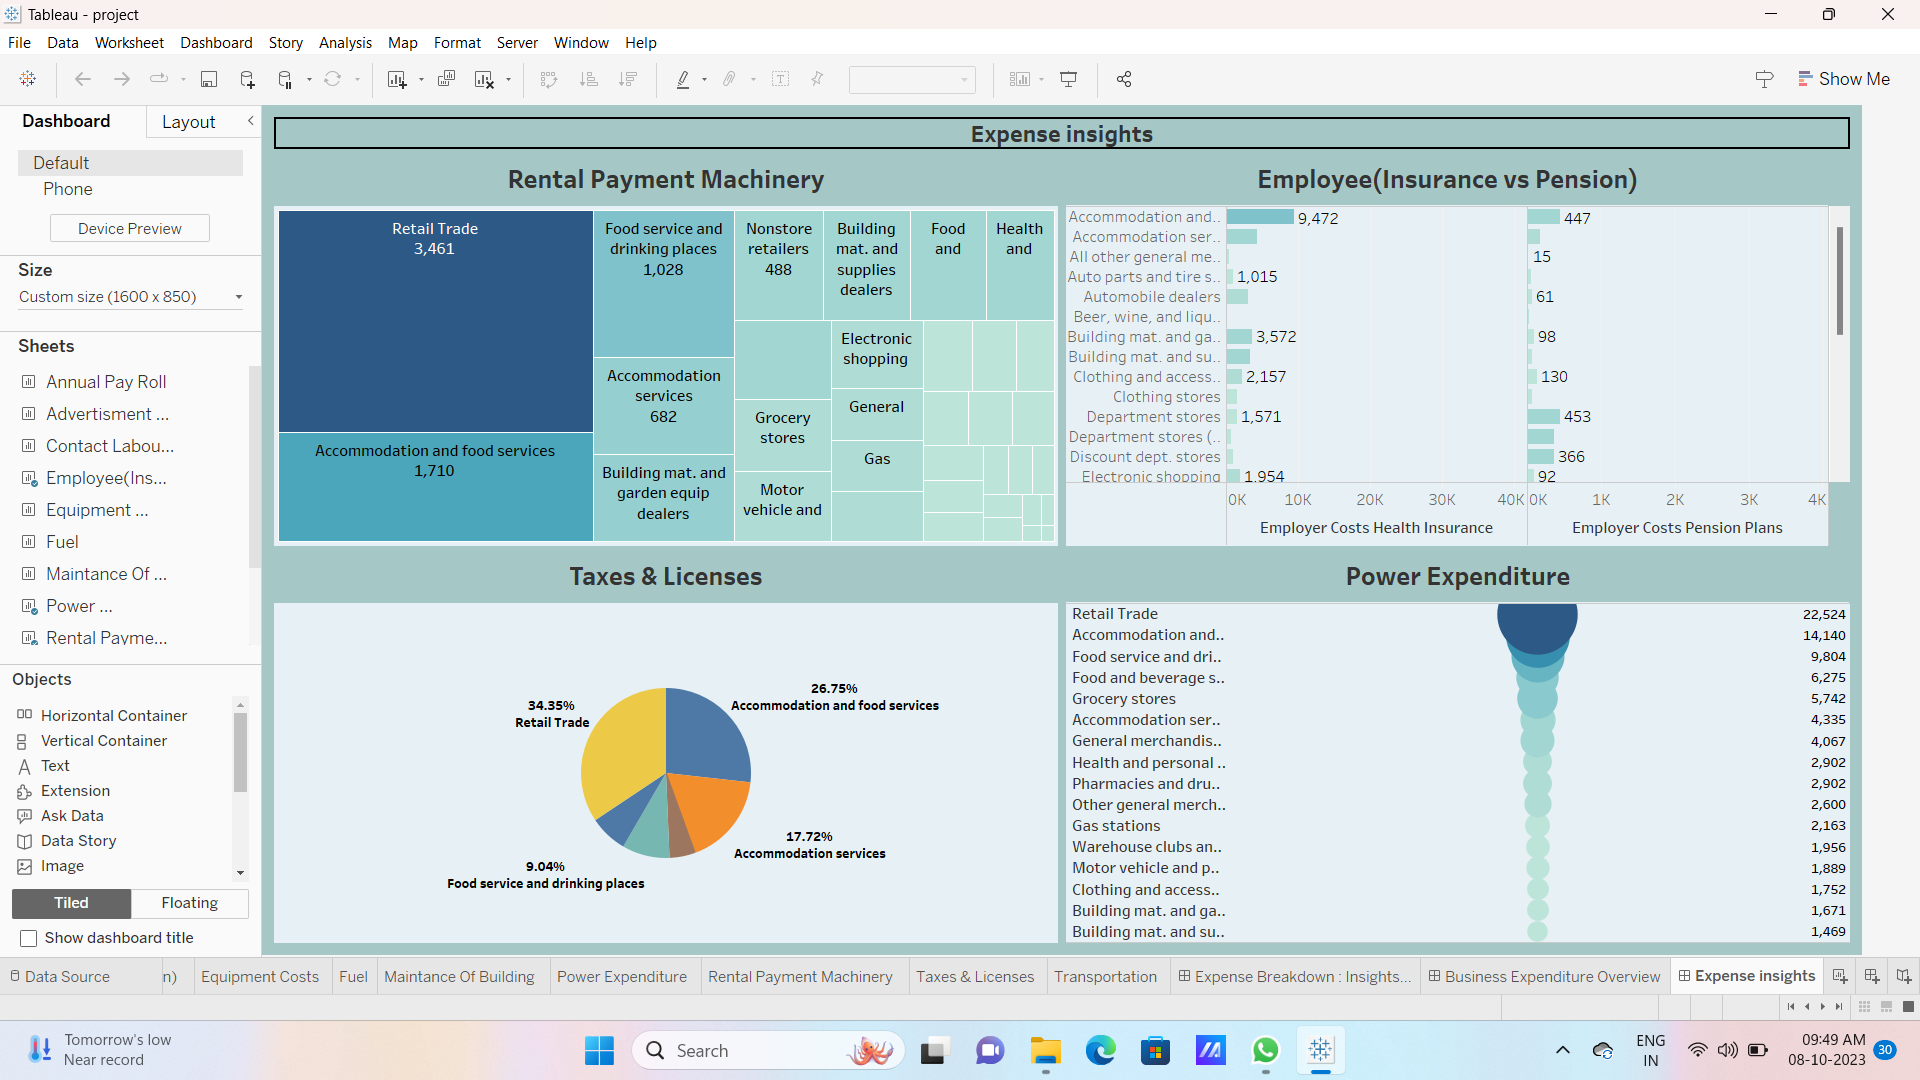 Tableau - project
File Data Worksheet Dashboard Story Analysis Map Format Server Window Help
Show Me
Dashboard
Layout
Default
Phone
Device Preview
Size
Custom size (1600 x 850)
Sheets
Annual Pay Roll
Advertisment ...
Contact Labou...
Employee(Ins...
Equipment ...
Fuel
Maintance Of ...
Power ...
Rental Payme...
Objects
Horizontal Container
Vertical Container
Text
Extension
Ask Data
Data Story
Image
Tiled
Floating
Show dashboard title
Expense insights
Rental Payment Machinery
Retail Trade
3,461
Accommodation and food services
1,710
Food service and
drinking places
1,028
Accommodation
services
682
Building mat. and
garden equip
dealers
Nonstore
retailers
488
Building
mat. and
supplies
dealers
Food
and
Health
and
Grocery
stores
Motor
vehicle and
Electronic
shopping
General
Gas
Employee(Insurance vs Pension)
Accommodation and.. 9,472 447
Accommodation ser..
All other general me.. 15
Auto parts and tire s.. 1,015
Automobile dealers 61
Beer, wine, and liqu..
Building mat. and ga.. 3,572 98
Building mat. and su..
Clothing and access.. 2,157 130
Clothing stores
Department stores 1,571 453
Department stores (..
Discount dept. stores 366
Electronic shopping 1,954 92
0K 10K 20K 30K 40K 0K 1K 2K 3K 4K
Employer Costs Health Insurance
Employer Costs Pension Plans
Taxes & Licenses
34.35%
Retail Trade
26.75%
Accommodation and food services
17.72%
Accommodation services
9.04%
Food service and drinking places
Power Expenditure
Retail Trade 22,524
Accommodation and.. 14,140
Food service and dri.. 9,804
Food and beverage s.. 6,275
Grocery stores 5,742
Accommodation ser.. 4,335
General merchandis.. 4,067
Health and personal .. 2,902
Pharmacies and dru.. 2,902
Other general merch.. 2,600
Gas stations 2,163
Warehouse clubs an.. 1,956
Motor vehicle and p.. 1,889
Clothing and access.. 1,752
Building mat. and ga.. 1,671
Building mat. and su.. 1,469
Data Source n) Equipment Costs Fuel Maintance Of Building Power Expenditure Rental Payment Machinery Taxes & Licenses Transportation Expense Breakdown : Insights... Business Expenditure Overview Expense insights
Tomorrow's low
Near record
Search
ENG
IN
09:49 AM
08-10-2023
30